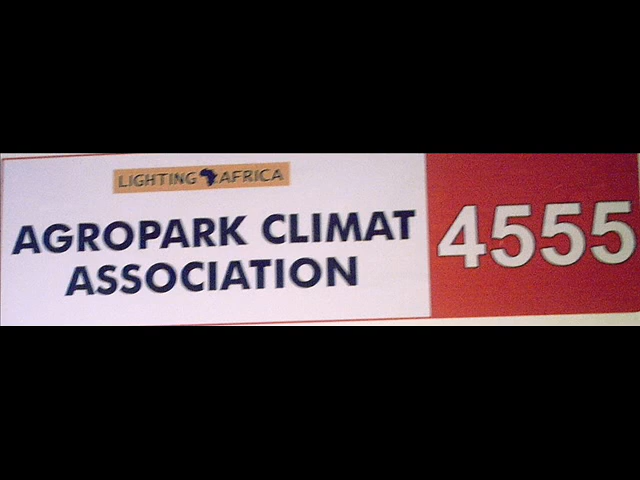 LIGHTING AFRICA
AGROPARK CLIMAT
ASSOCIATION
4555